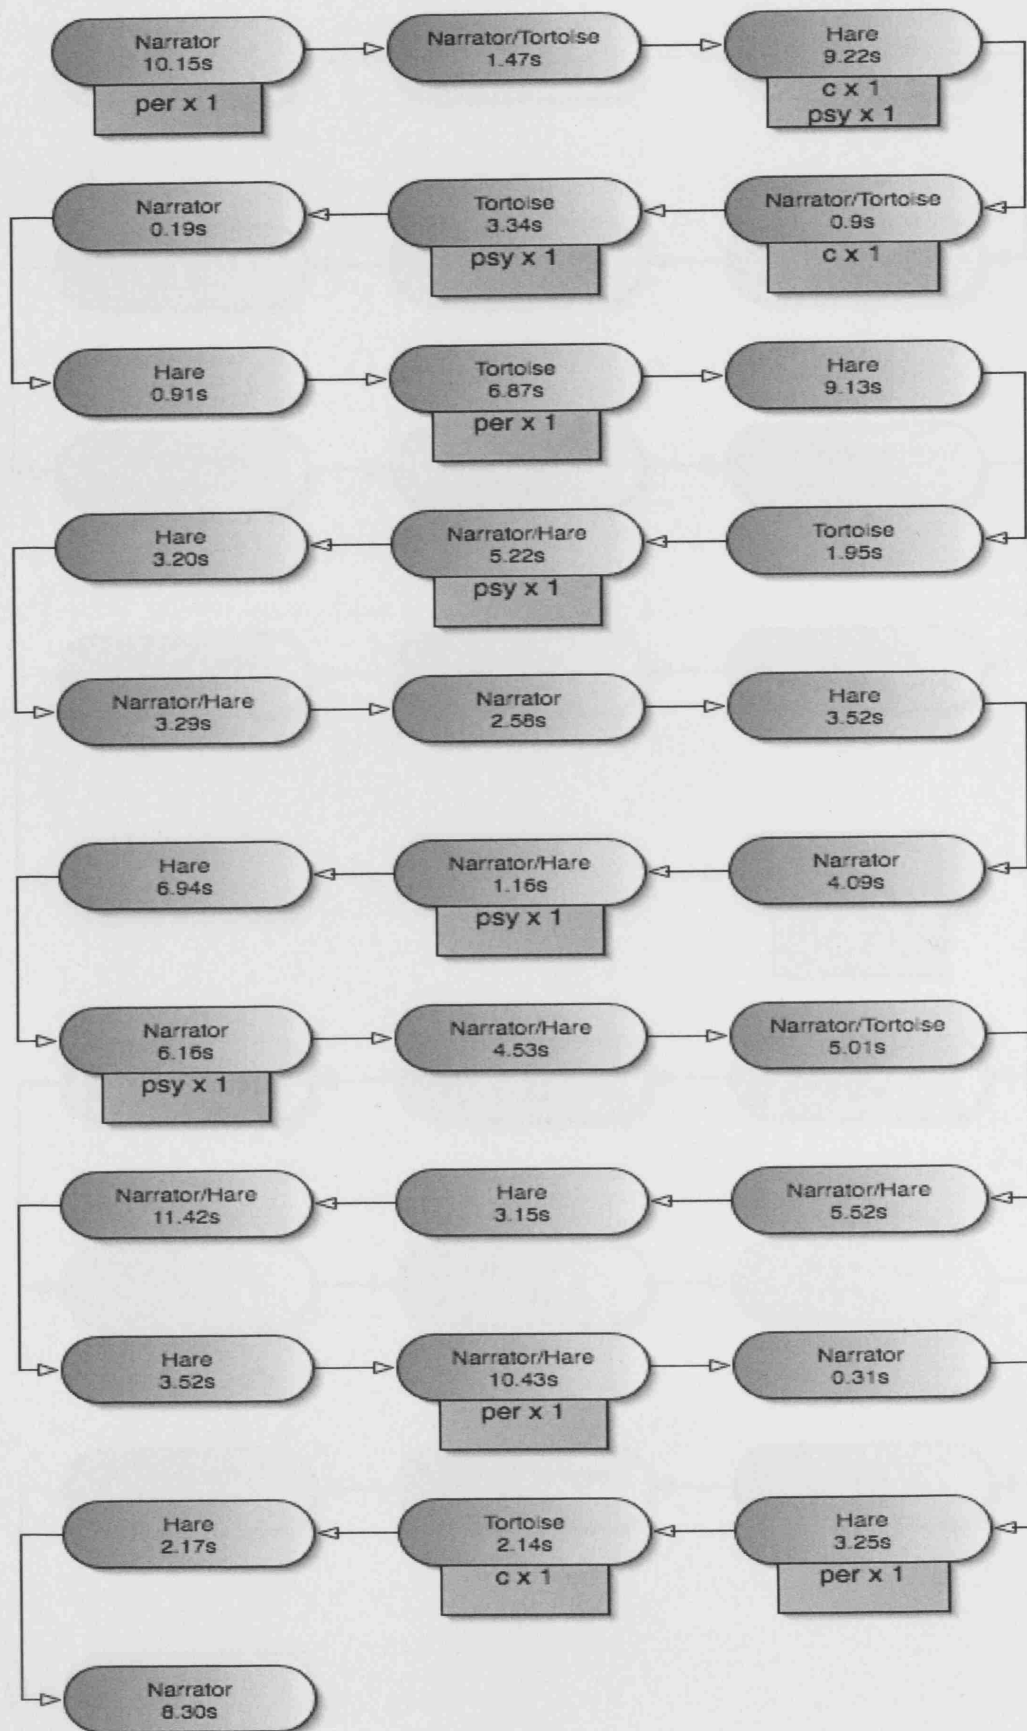 Narrator
10.15s
per x 1
Narrator/Tortoise
1.47s
Hare
9.22s
c x 1
psy x 1
Narrator/Tortoise
0.9s
c x 1
Tortoise
3.34s
psy x 1
Narrator
0.19s
Hare
0.91s
Tortoise
6.87s
per x 1
Hare
9.13s
Tortoise
1.95s
Narrator/Hare
5.22s
psy x 1
Hare
3.20s
Narrator/Hare
3.29s
Narrator
2.58s
Hare
3.52s
Narrator
4.09s
Narrator/Hare
1.16s
psy x 1
Hare
6.94s
Narrator
6.16s
psy x 1
Narrator/Hare
4.53s
Narrator/Tortoise
5.01s
Narrator/Hare
5.52s
Hare
3.15s
Narrator/Hare
11.42s
Hare
3.52s
Narrator/Hare
10.43s
per x 1
Narrator
0.31s
Hare
3.25s
per x 1
Tortoise
2.14s
c x 1
Hare
2.17s
Narrator
8.30s